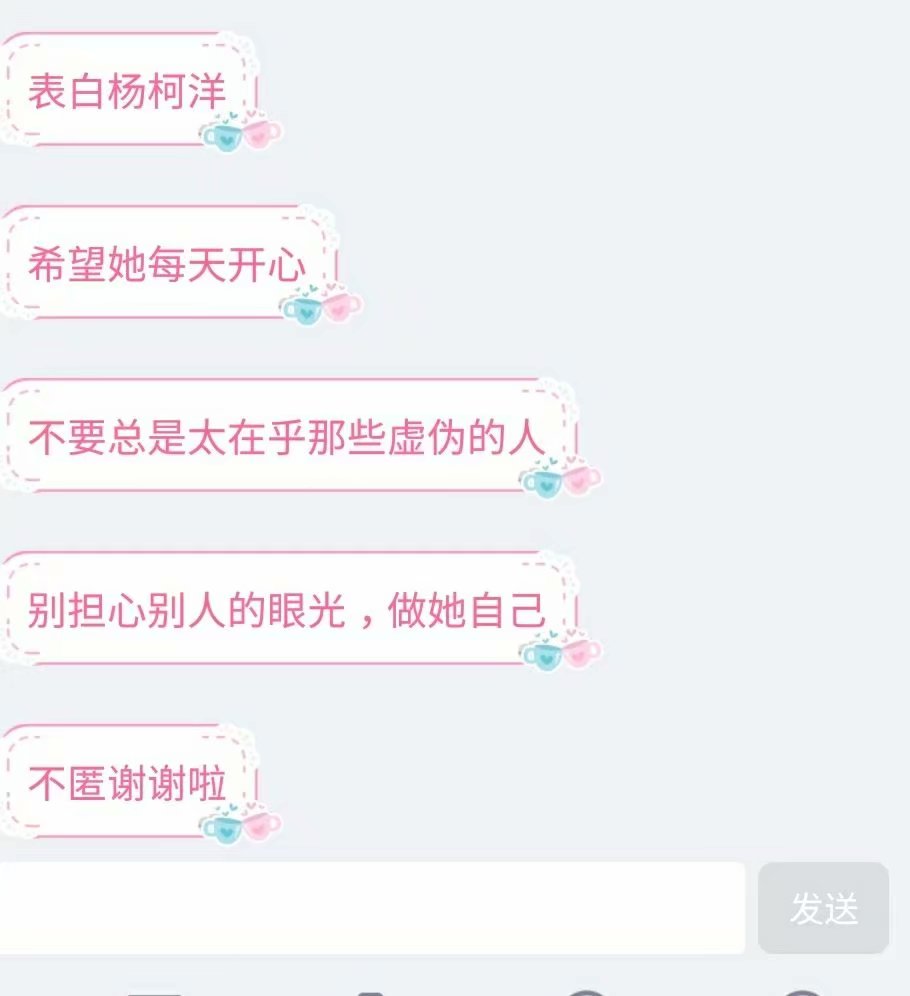 表白杨柯洋
希望她每天开心
不要总是太在乎那些虚伪的人
别担心别人的眼光，做她自己
不匿谢谢啦
发送